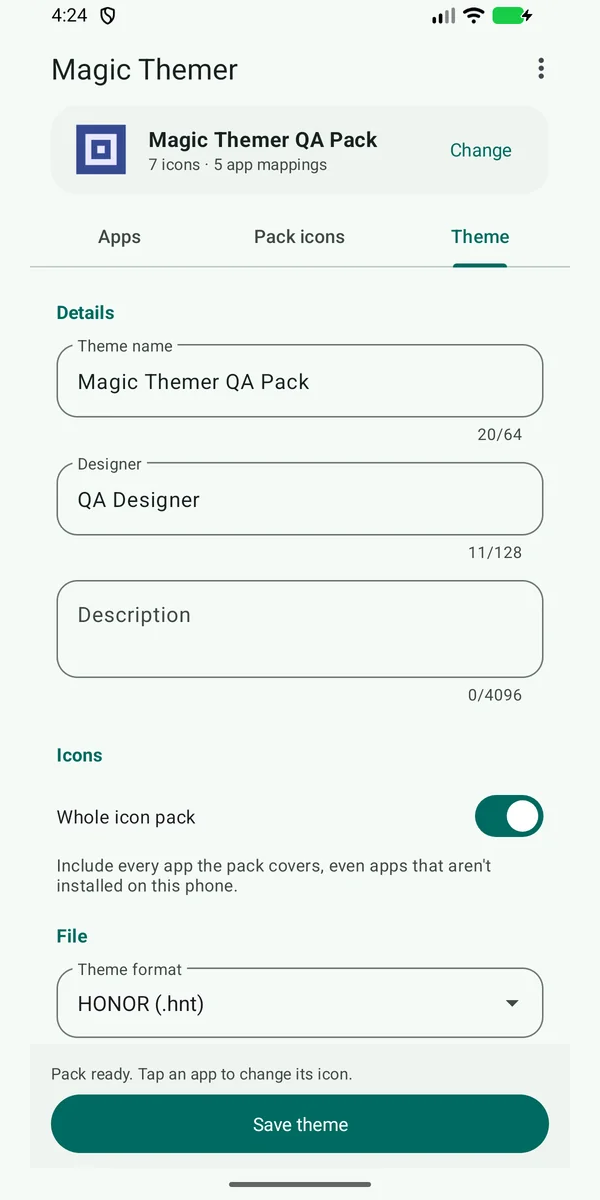 4:24
Magic Themer
Magic Themer QA Pack
7 icons · 5 app mappings
Change
Apps
Pack icons
Theme
Details
Theme name
Magic Themer QA Pack
20/64
Designer
QA Designer
11/128
Description
0/4096
Icons
Whole icon pack
Include every app the pack covers, even apps that aren't
installed on this phone.
File
Theme format
HONOR (.hnt)
Pack ready. Tap an app to change its icon.
Save theme